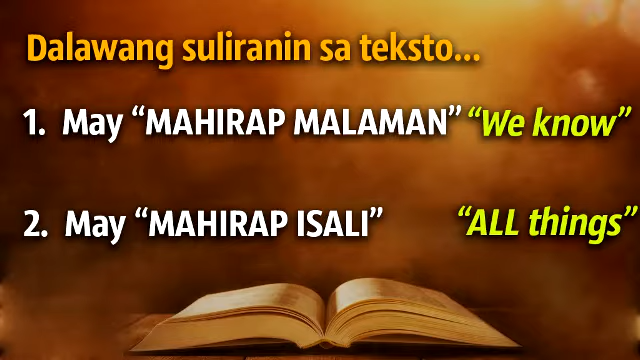 Dalawang suliranin sa teksto...
1. May “MAHIRAP MALAMAN” “We know”
2. May “MAHIRAP ISALI” “ALL things”